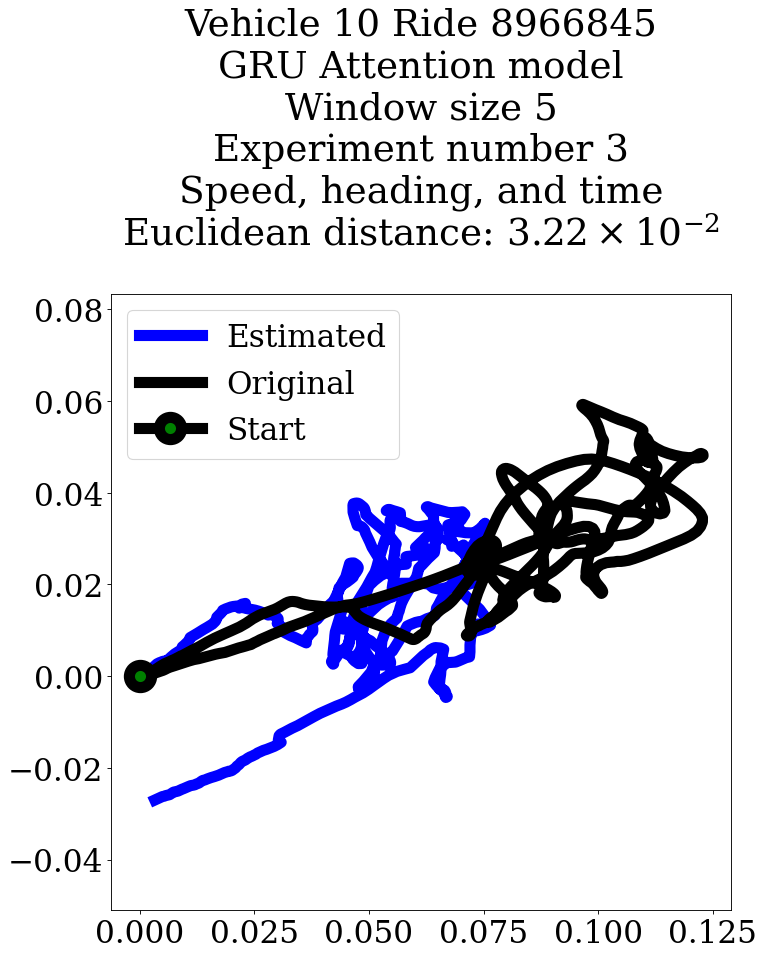 Vehicle 10 Ride 8966845
GRU Attention model
Window size 5
Experiment number 3
Speed, heading, and time
Euclidean distance: 3.22 × 10⁻²
0.08
Estimated
Original
Start
0.06
0.04
0.02
0.00
−0.02
−0.04
0.000 0.025 0.050 0.075 0.100 0.125